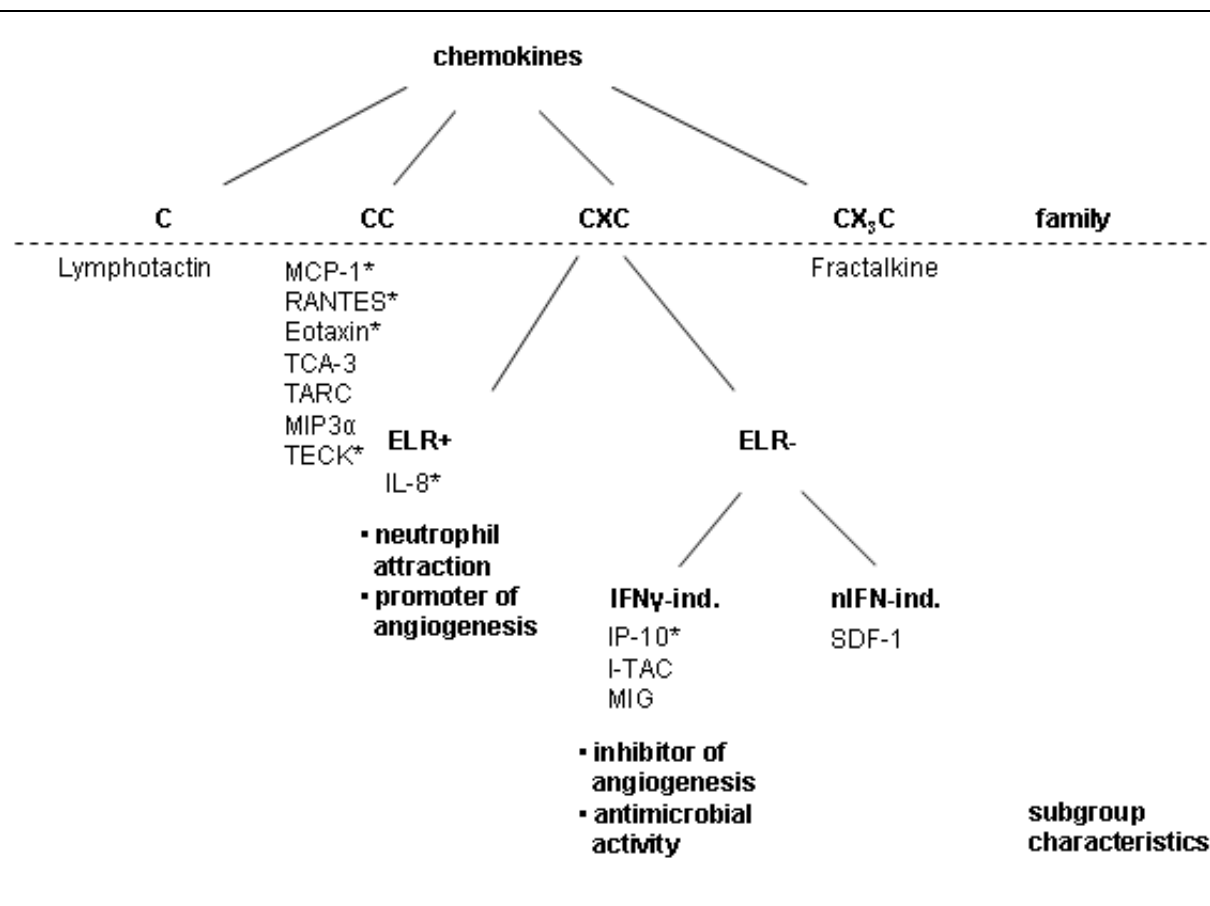 chemokines
C CC CXC CX₃C family
Lymphotactin
MCP-1*
RANTES*
Eotaxin*
TCA-3
TARC
MIP3α
TECK*
Fractalkine
ELR+
IL-8*
▪ neutrophil
attraction
▪ promoter of
angiogenesis
ELR-
IFNγ-ind.
IP-10*
I-TAC
MIG
▪ inhibitor of
angiogenesis
▪ antimicrobial
activity
nIFN-ind.
SDF-1
subgroup
characteristics